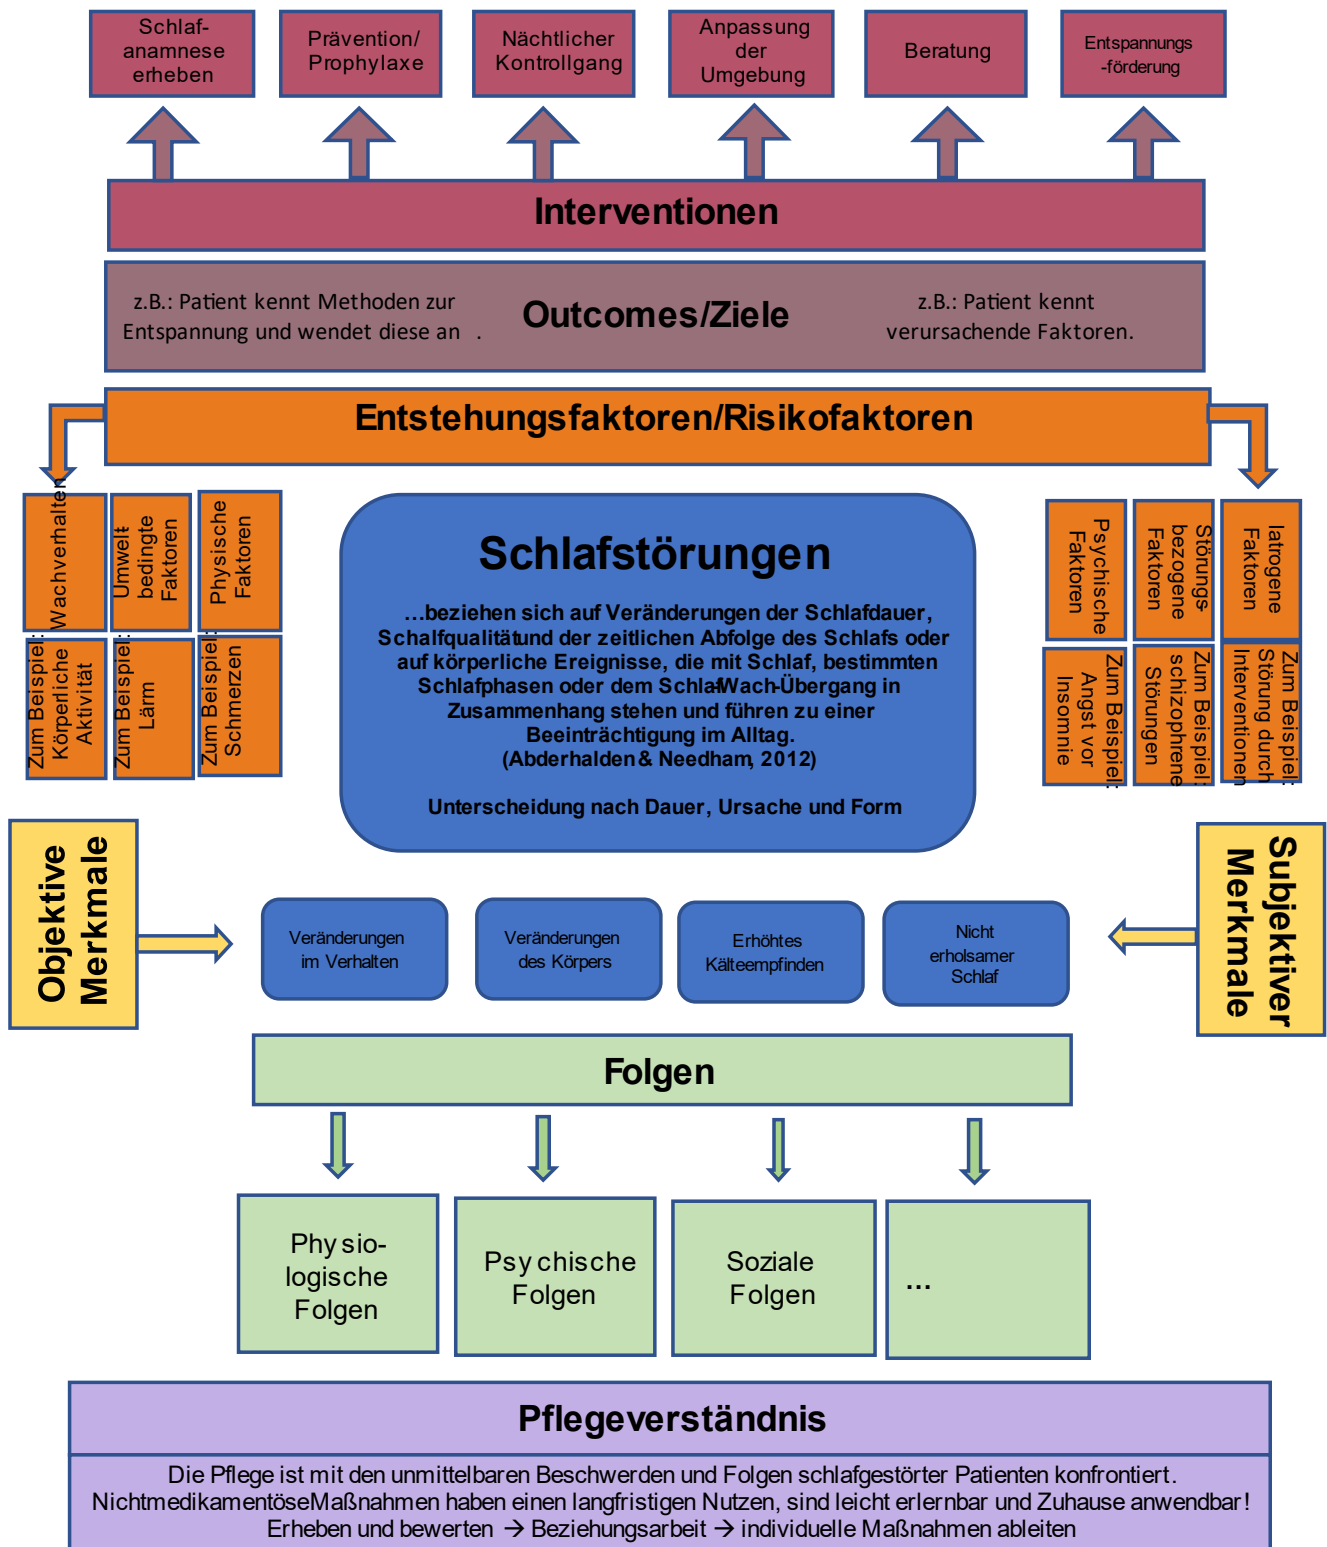 Schlaf-
anamnese
erheben
Prävention/
Prophylaxe
Nächtlicher
Kontrollgang
Anpassung
der
Umgebung
Beratung
Entspannungs
-förderung
Interventionen
z.B.: Patient kennt Methoden zur
Entspannung und wendet diese an .
Outcomes/Ziele
z.B.: Patient kennt
verursachende Faktoren.
Entstehungsfaktoren/Risikofaktoren
Wachverhalten
Umwelt-
bedingte
Faktoren
Physische
Faktoren
Zum Beispiel:
Körperliche
Aktivität
Zum Beispiel:
Lärm
Zum Beispiel:
Schmerzen
Schlafstörungen
...beziehen sich auf Veränderungen der Schlafdauer,
Schalfqualität und der zeitlichen Abfolge des Schlafs oder
auf körperliche Ereignisse, die mit Schlaf, bestimmten
Schlafphasen oder dem Schlaf-Wach-Übergang in
Zusammenhang stehen und führen zu einer
Beeinträchtigung im Alltag.
(Abderhalden & Needham, 2012)
Unterscheidung nach Dauer, Ursache und Form
Psychische
Faktoren
Störungs-
bezogene
Faktoren
Iatrogene
Faktoren
Zum Beispiel:
Angst vor
Insomnie
Zum Beispiel:
schizophrene
Störungen
Zum Beispiel:
Störung durch
Interventionen
Objektive
Merkmale
Veränderungen
im Verhalten
Veränderungen
des Körpers
Erhöhtes
Kälteempfinden
Nicht
erholsamer
Schlaf
Subjektiver
Merkmale
Folgen
Physio-
logische
Folgen
Psychische
Folgen
Soziale
Folgen
...
Pflegeverständnis
Die Pflege ist mit den unmittelbaren Beschwerden und Folgen schlafgestörter Patienten konfrontiert.
Nichtmedikamentöse Maßnahmen haben einen langfristigen Nutzen, sind leicht erlernbar und Zuhause anwendbar!
Erheben und bewerten → Beziehungsarbeit → individuelle Maßnahmen ableiten